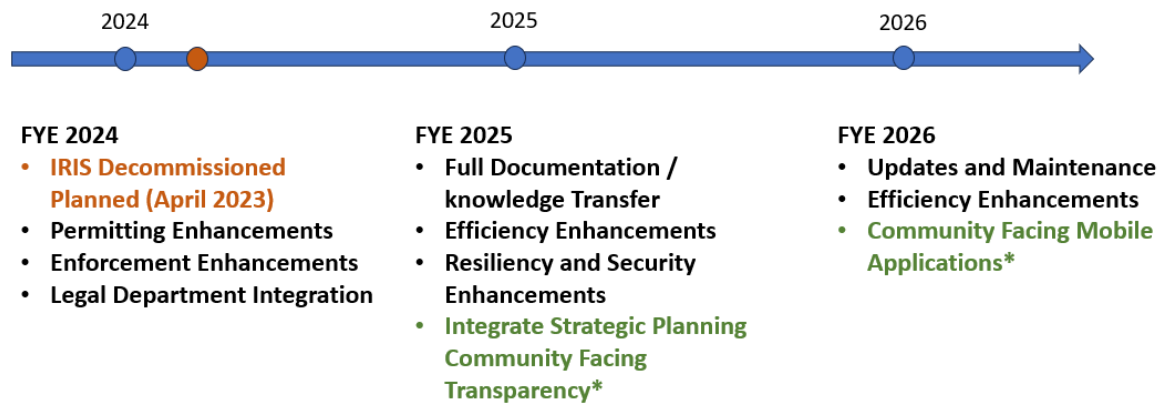 2024
2025
2026
FYE 2024
• IRIS Decommissioned
Planned (April 2023)
• Permitting Enhancements
• Enforcement Enhancements
• Legal Department Integration
FYE 2025
• Full Documentation /
knowledge Transfer
• Efficiency Enhancements
• Resiliency and Security
Enhancements
• Integrate Strategic Planning
Community Facing
Transparency*
FYE 2026
• Updates and Maintenance
• Efficiency Enhancements
• Community Facing Mobile
Applications*